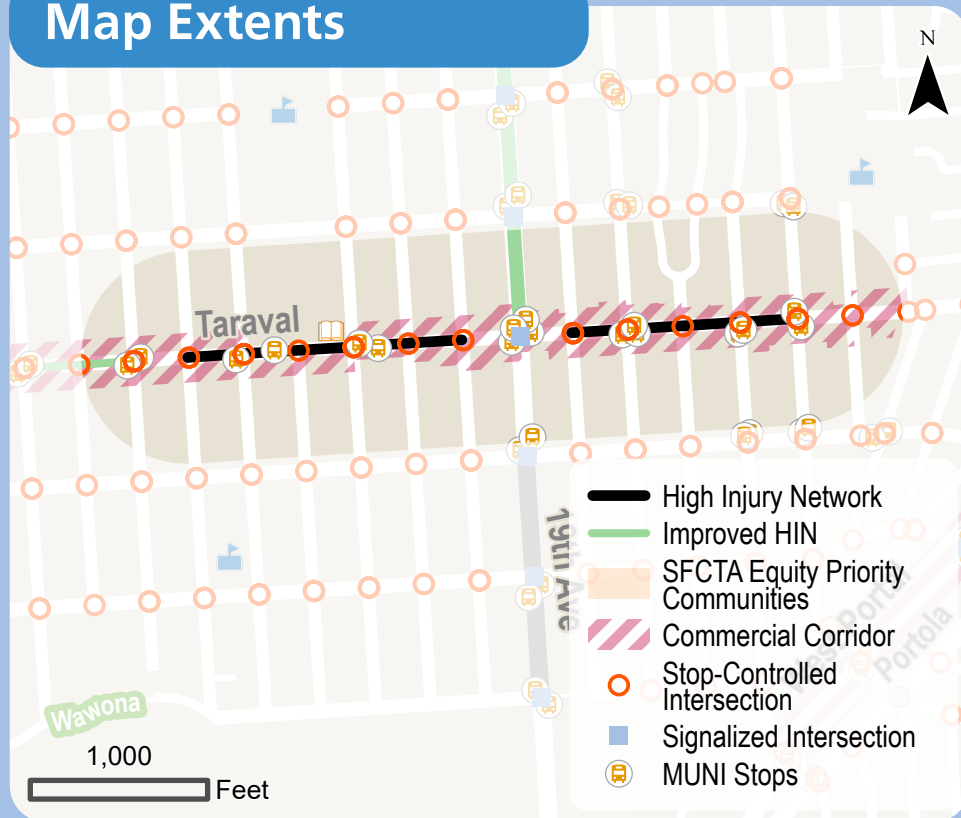 Map Extents
N
Taraval
19th Ave
High Injury Network
Improved HIN
SFCTA Equity Priority
Communities
Commercial Corridor
Stop-Controlled
Intersection
Signalized Intersection
MUNI Stops
Portola
Wawona
1,000
Feet